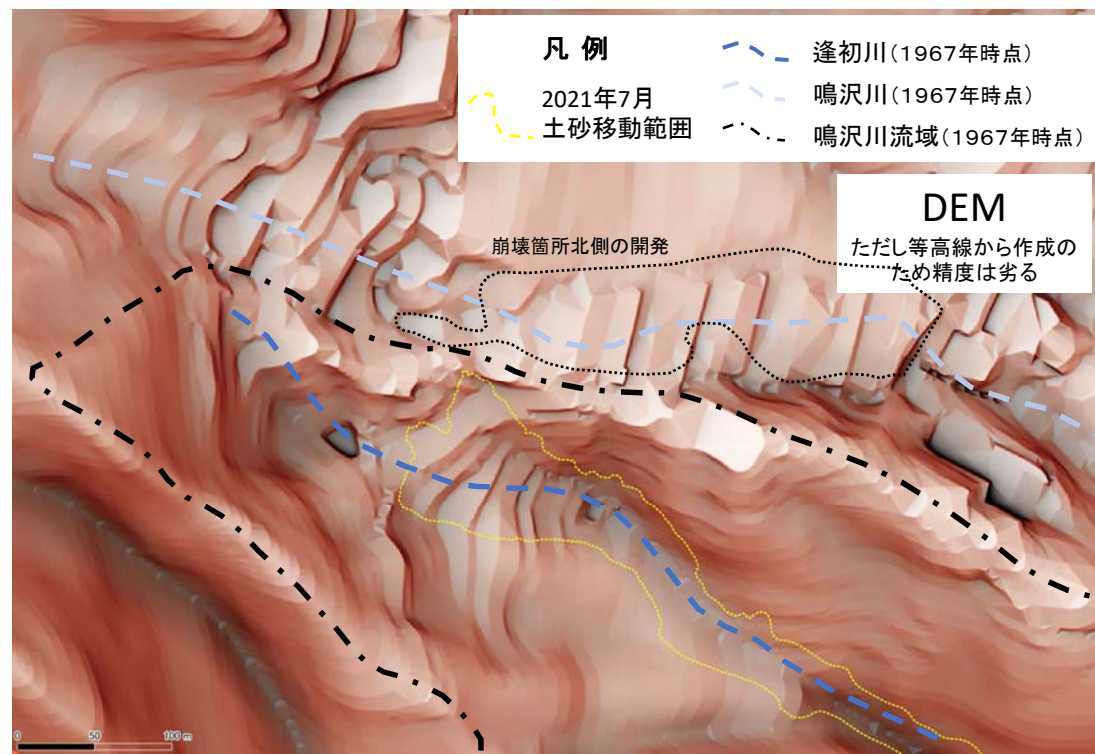 凡 例
2021年7月
土砂移動範囲
逢初川（1967年時点）
鳴沢川（1967年時点）
鳴沢川流域（1967年時点）
DEM
ただし等高線から作成の
ため精度は劣る
崩壊箇所北側の開発
0 50 100 m